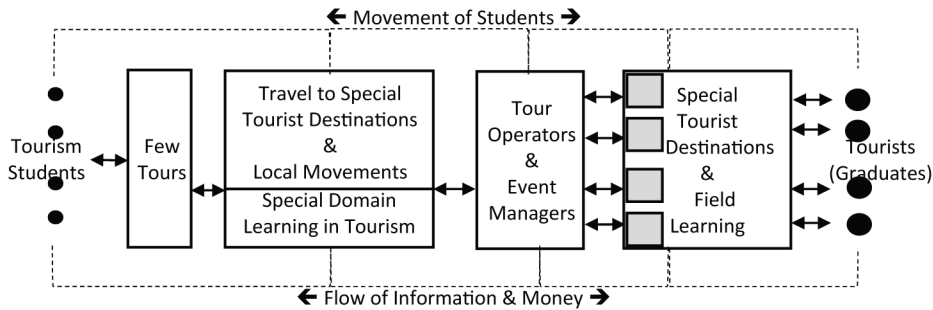 ← Movement of Students →
Tourism
Students
Few
Tours
Travel to Special
Tourist Destinations
&
Local Movements
Special Domain
Learning in Tourism
Tour
Operators
&
Event
Managers
Special
Tourist
Destinations
& Field
Learning
Tourists
(Graduates)
← Flow of Information & Money →